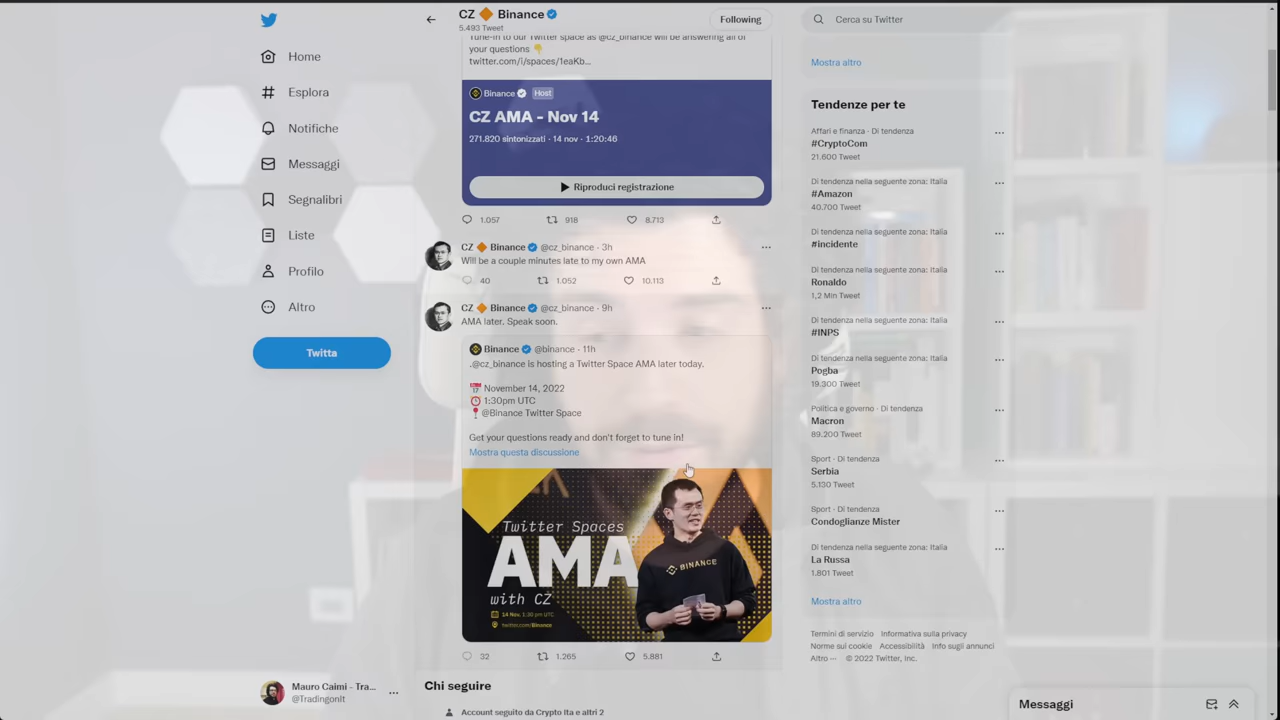 Home
Esplora
Notifiche
Messaggi
Segnalibri
Liste
Profilo
Altro
Twitta
Mauro Caimi - Tra...
@TradingonIt
CZ Binance
5.493 Tweet
Following
Tune-in to our Twitter space as @cz_binance will be answering all of
your questions 👇
twitter.com/i/spaces/1eaKb...
Binance Host
CZ AMA - Nov 14
271.820 sintonizzati · 14 nov · 1:20:46
Riproduci registrazione
1.057 918 8.713
CZ 🔶 Binance @cz_binance · 3h
Will be a couple minutes late to my own AMA
40 1.052 10.113
CZ 🔶 Binance @cz_binance · 9h
AMA later. Speak soon.
Binance @binance · 11h
.@cz_binance is hosting a Twitter Space AMA later today.
📅 November 14, 2022
⏰ 1:30pm UTC
📍 @Binance Twitter Space
Get your questions ready and don't forget to tune in!
Mostra questa discussione
Twitter Spaces
AMA
with CZ
14 Nov, 1:30 pm UTC
twitter.com/Binance
BINANCE
32 1.265 5.881
Chi seguire
Account seguito da Crypto Ita e altri 2
Cerca su Twitter
Mostra altro
Tendenze per te
Affari e finanza · Di tendenza
#CryptoCom
21.600 Tweet
Di tendenza nella seguente zona: Italia
#Amazon
40.700 Tweet
Di tendenza nella seguente zona: Italia
#incidente
Di tendenza nella seguente zona: Italia
Ronaldo
1,2 Mln Tweet
Di tendenza nella seguente zona: Italia
#INPS
Di tendenza nella seguente zona: Italia
Pogba
19.300 Tweet
Politica e governo · Di tendenza
Macron
89.200 Tweet
Sport · Di tendenza
Serbia
5.130 Tweet
Sport · Di tendenza
Condoglianze Mister
Di tendenza nella seguente zona: Italia
La Russa
1.801 Tweet
Mostra altro
Termini di servizio Informativa sulla privacy
Norme sui cookie Accessibilità Info sugli annunci
Altro ··· © 2022 Twitter, Inc.
Messaggi